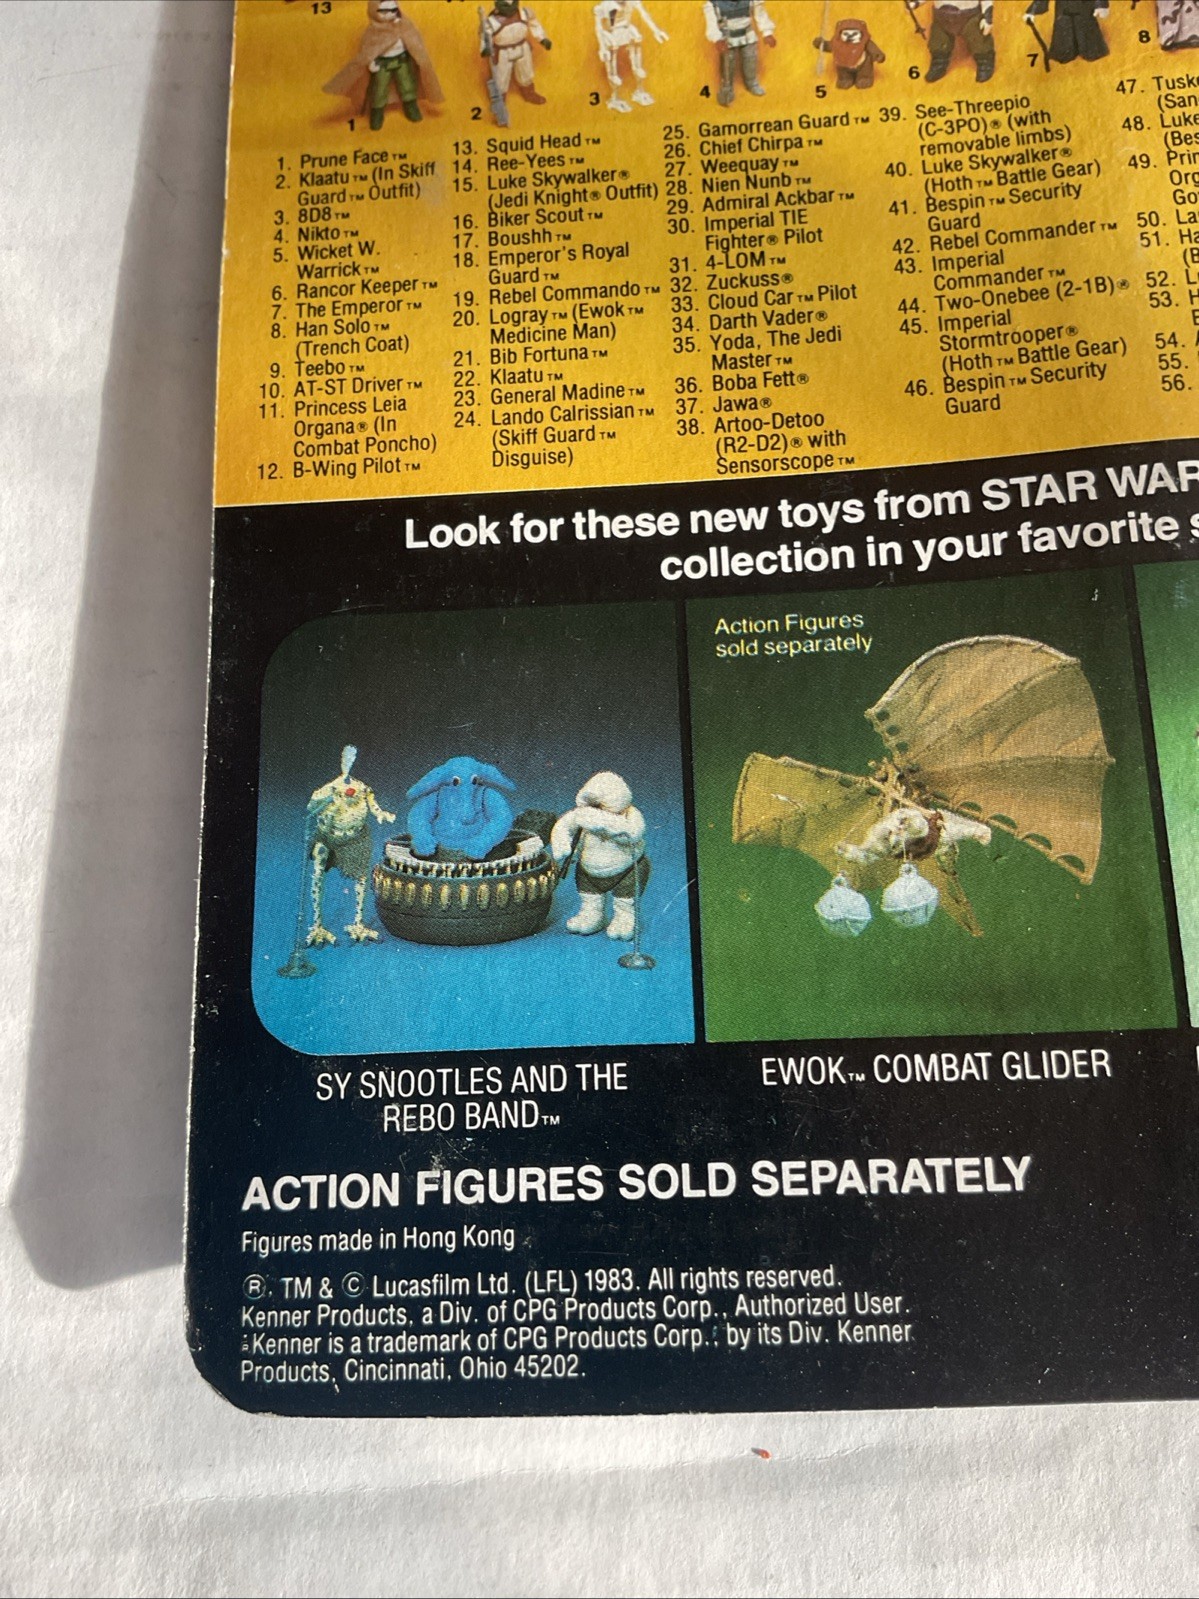 13
1
2
3
4
5
6
7
8
1. Prune Face™
2. Klaatu™ (In Skiff
Guard™ Outfit)
3. 8D8™
4. Nikto™
5. Wicket W.
Warrick™
6. Rancor Keeper™
7. The Emperor™
8. Han Solo™
(Trench Coat)
9. Teebo™
10. AT-ST Driver™
11. Princess Leia
Organa® (In
Combat Poncho)
12. B-Wing Pilot™
13. Squid Head™
14. Ree-Yees™
15. Luke Skywalker®
(Jedi Knight® Outfit)
16. Biker Scout™
17. Boushh™
18. Emperor's Royal
Guard™
19. Rebel Commando™
20. Logray™ (Ewok™
Medicine Man)
21. Bib Fortuna™
22. Klaatu™
23. General Madine™
24. Lando Calrissian™
(Skiff Guard™
Disguise)
25. Gamorrean Guard™
26. Chief Chirpa™
27. Weequay™
28. Nien Nunb™
29. Admiral Ackbar™
30. Imperial TIE
Fighter® Pilot
31. 4-LOM™
32. Zuckuss®
33. Cloud Car™ Pilot
34. Darth Vader®
35. Yoda, The Jedi
Master™
36. Boba Fett®
37. Jawa®
38. Artoo-Detoo
(R2-D2)® with
Sensorscope™
39. See-Threepio
(C-3PO)® (with
removable limbs)
40. Luke Skywalker®
(Hoth™ Battle Gear)
41. Bespin™ Security
Guard
42. Rebel Commander™
43. Imperial
Commander™
44. Two-Onebee (2-1B)®
45. Imperial
Stormtrooper®
(Hoth™ Battle Gear)
46. Bespin™ Security
Guard
47. Tusk
(San
48. Luke
(Bes
49. Prin
Org
Go
50. La
51. Ha
(B
52. L
53. H
54.
55.
56.
Look for these new toys from STAR WAR
collection in your favorite s
Action Figures
sold separately
SY SNOOTLES AND THE
REBO BAND™
EWOK™ COMBAT GLIDER
ACTION FIGURES SOLD SEPARATELY
Figures made in Hong Kong
®, TM & © Lucasfilm Ltd. (LFL) 1983. All rights reserved.
Kenner Products, a Div. of CPG Products Corp., Authorized User.
Kenner is a trademark of CPG Products Corp., by its Div. Kenner
Products, Cincinnati, Ohio 45202.